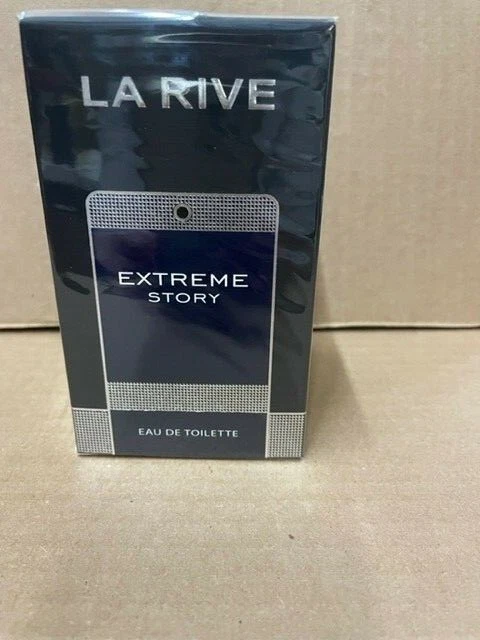 LA RIVE
EXTREME
STORY
EAU DE TOILETTE